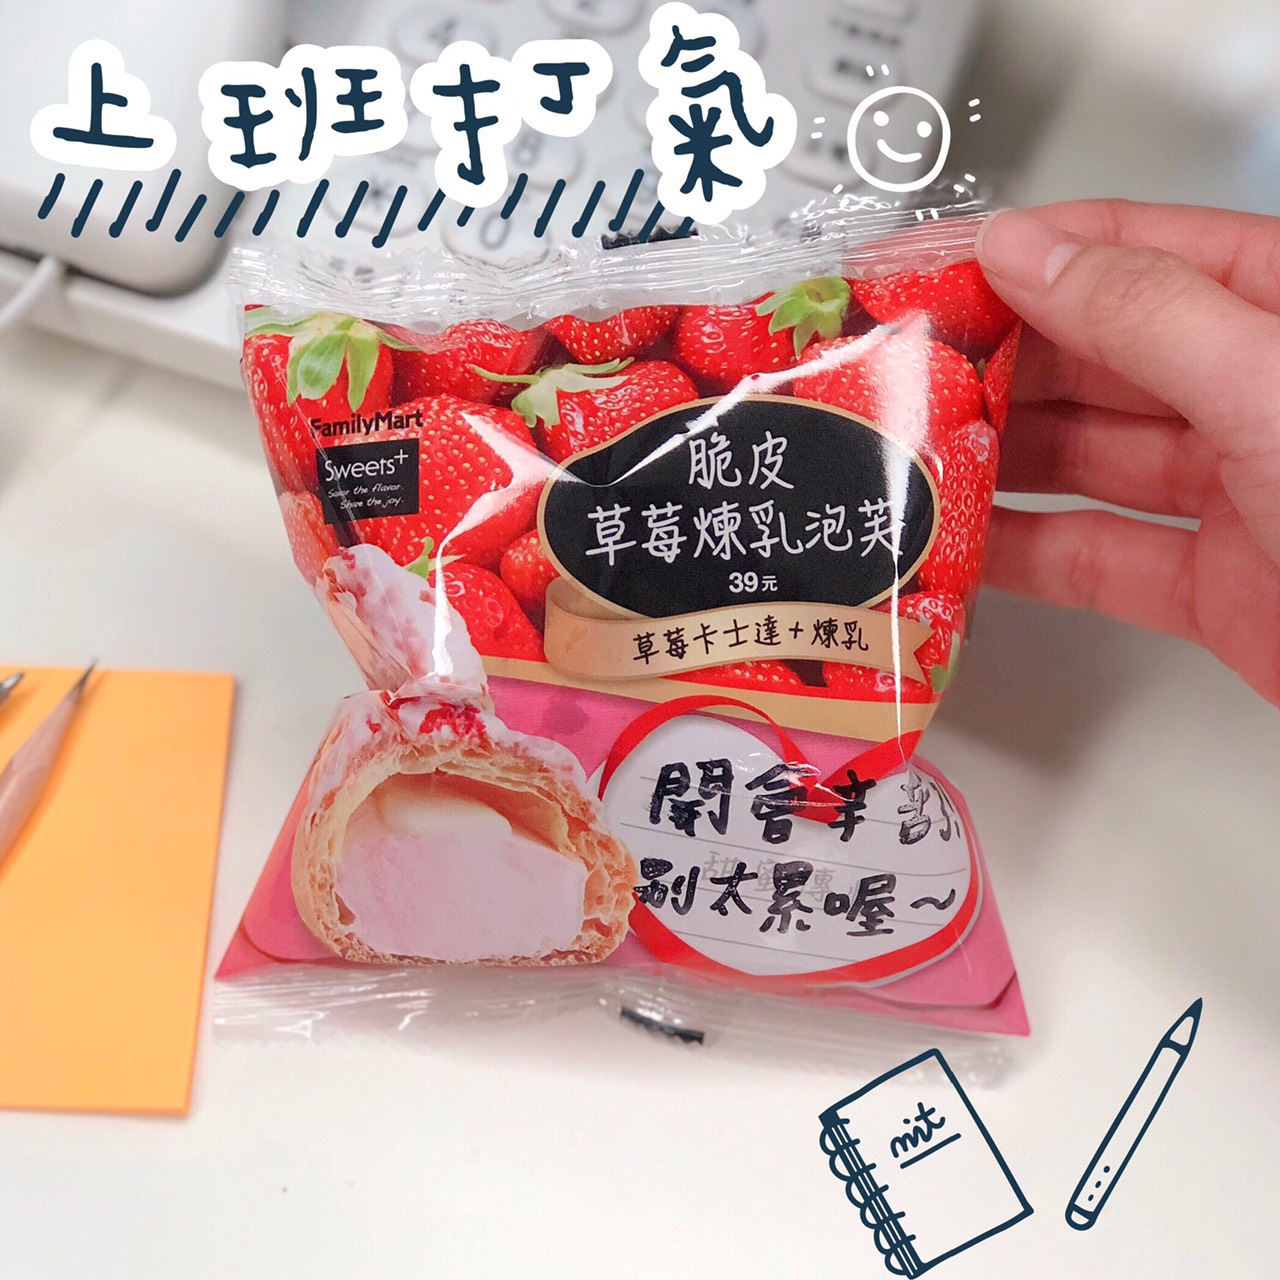 上班打氣
FamilyMart
Sweets+
Savor the flavor.
Share the joy.
脆皮
草莓煉乳泡芙
39元
草莓卡士達+煉乳
開會辛苦
別太累喔~